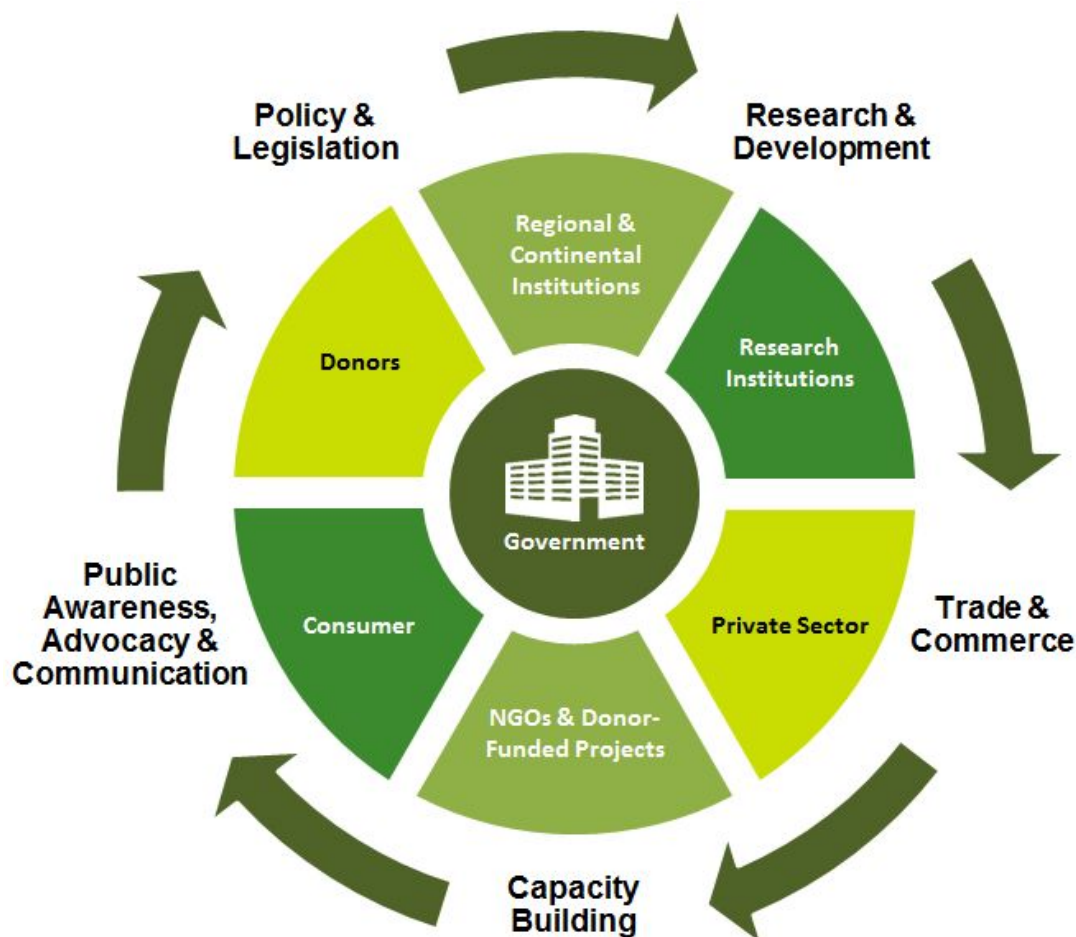 Policy &
Legislation
Research &
Development
Regional &
Continental
Institutions
Donors
Research
Institutions
Government
Public
Awareness,
Advocacy &
Communication
Consumer
Private Sector
Trade &
Commerce
NGOs & Donor-
Funded Projects
Capacity
Building